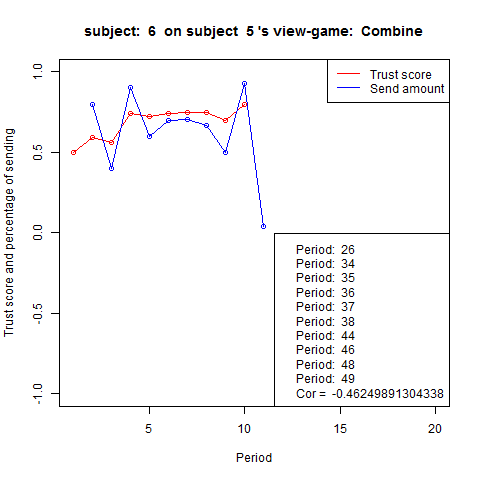 subject: 6 on subject 5 's view-game: Combine
Trust score
Send amount
Trust score and percentage of sending
1.0
0.5
0.0
-0.5
-1.0
Period: 26
Period: 34
Period: 35
Period: 36
Period: 37
Period: 38
Period: 44
Period: 46
Period: 48
Period: 49
Cor = -0.46249891304338
5
10
15
20
Period